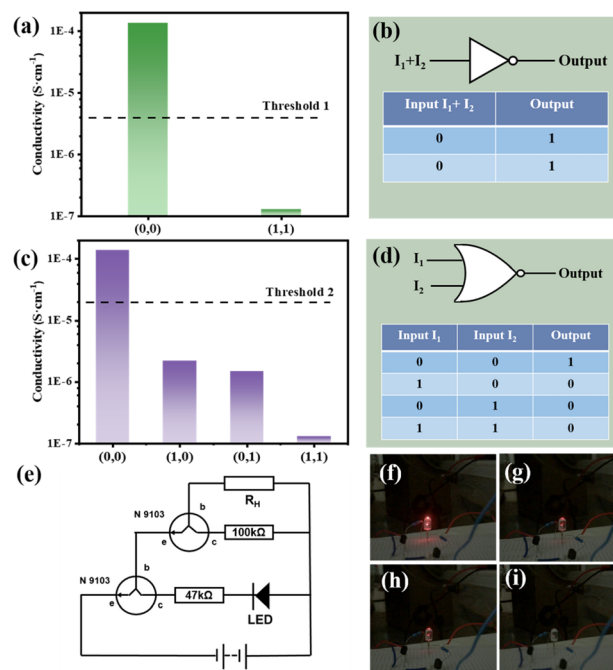 (a)
Conductivity (S·cm⁻¹)
1E-4
1E-5
1E-6
1E-7
Threshold 1
(0,0) (1,1)
(b)
I₁+I₂ Output
Input I₁+ I₂ Output
0 1
0 1
(c)
Conductivity (S·cm⁻¹)
1E-4
1E-5
1E-6
1E-7
Threshold 2
(0,0) (1,0) (0,1) (1,1)
(d)
I₁
I₂
Output
Input I₁ Input I₂ Output
0 0 1
1 0 0
0 1 0
1 1 0
(e)
R_H
N 9103
b
e c
100kΩ
N 9103
b
e c
47kΩ
LED
(f) (g)
(h) (i)